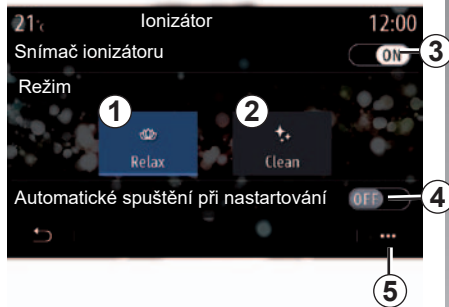 21°c Ionizátor 12:00
Snímač ionizátoru ON 3
Režim
1 2
Relax Clean
Automatické spuštění při nastartování OFF 4
5